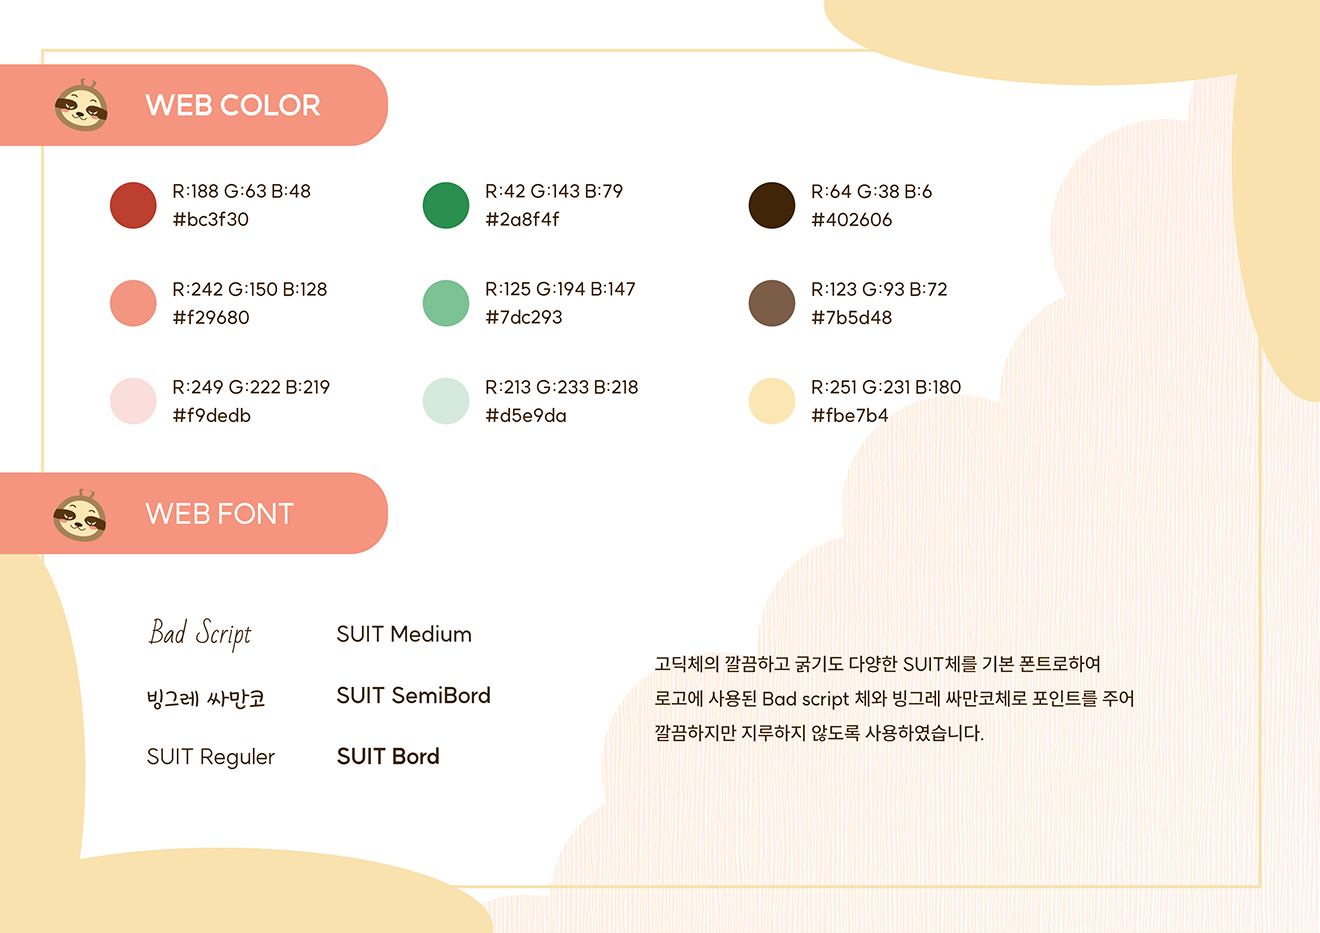 WEB COLOR
R:188 G:63 B:48
#bc3f30
R:42 G:143 B:79
#2a8f4f
R:64 G:38 B:6
#402606
R:242 G:150 B:128
#f29680
R:125 G:194 B:147
#7dc293
R:123 G:93 B:72
#7b5d48
R:249 G:222 B:219
#f9dedb
R:213 G:233 B:218
#d5e9da
R:251 G:231 B:180
#fbe7b4
WEB FONT
Bad Script
SUIT Medium
빙그레 싸만코
SUIT SemiBord
SUIT Reguler
SUIT Bord
고딕체의 깔끔하고 굵기도 다양한 SUIT체를 기본 폰트로하여
로고에 사용된 Bad script 체와 빙그레 싸만코체로 포인트를 주어
깔끔하지만 지루하지 않도록 사용하였습니다.